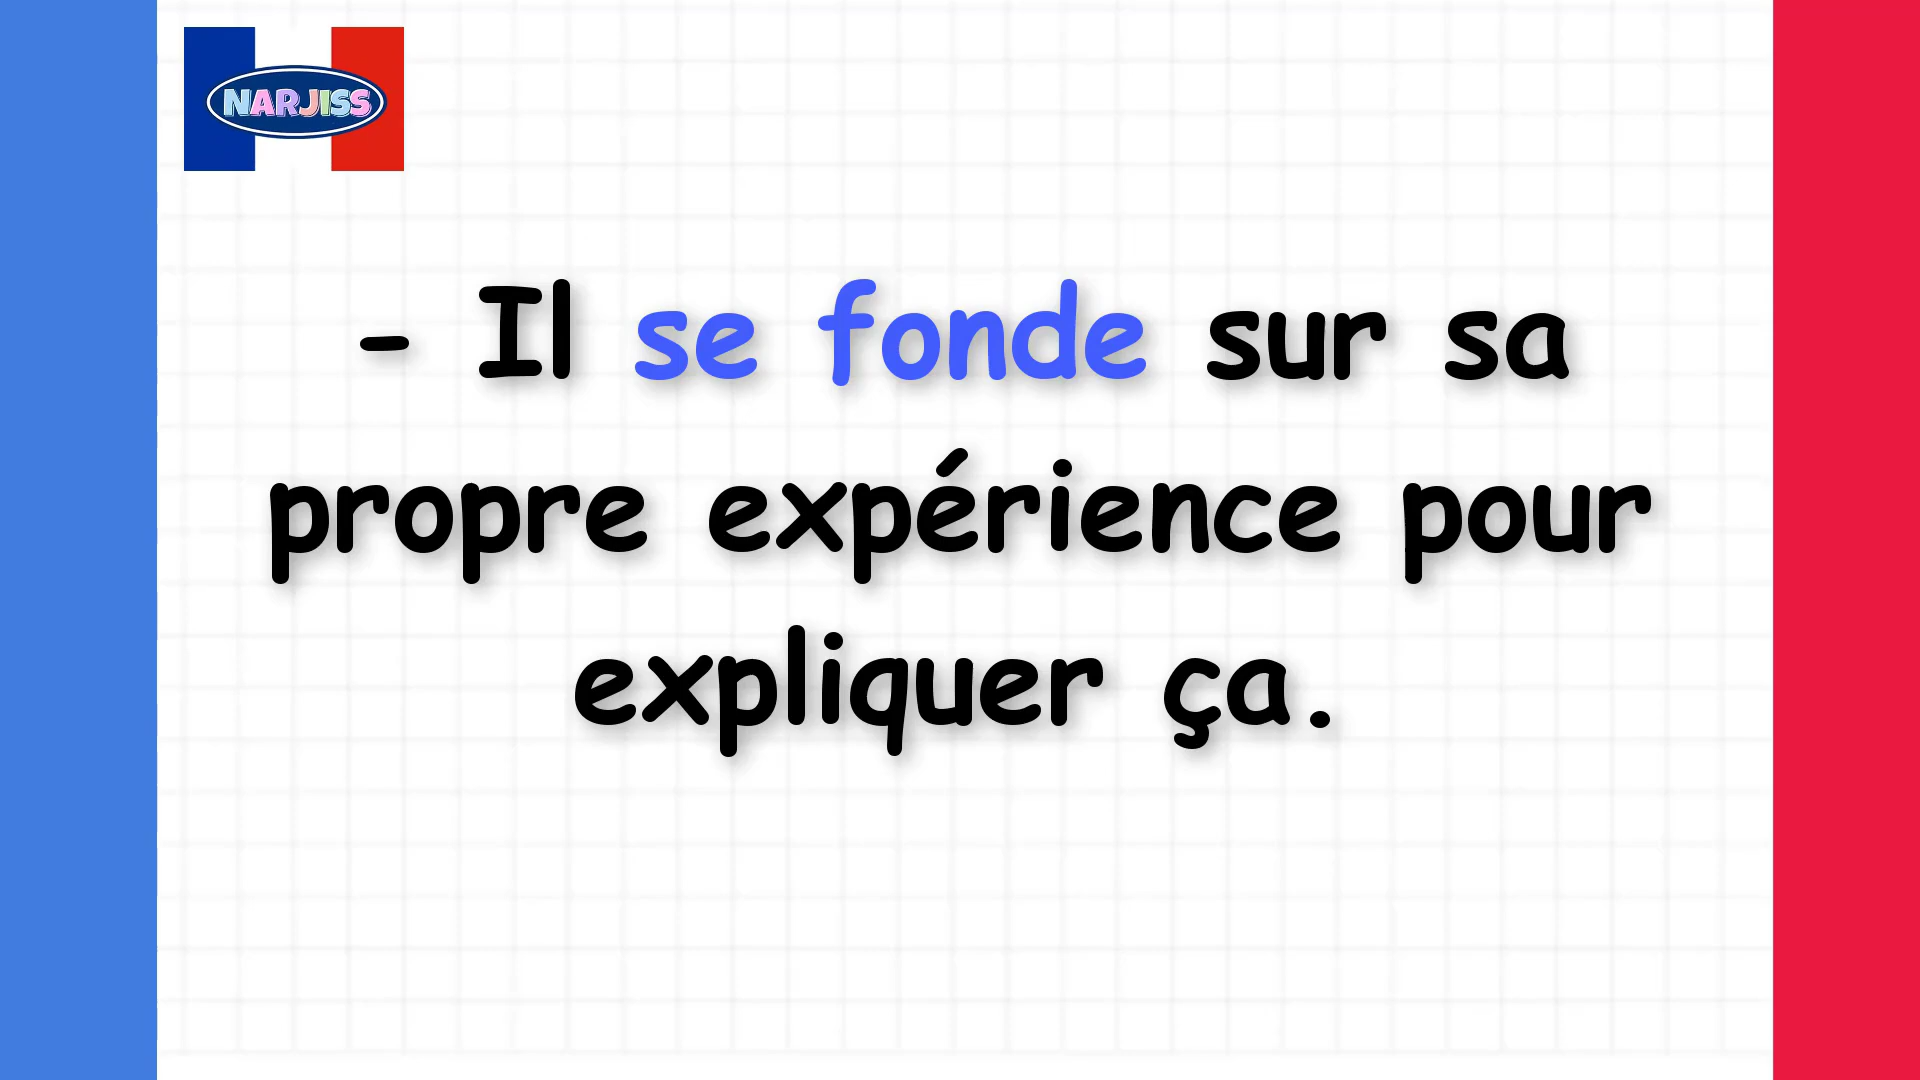 NARJISS
- Il se fonde sur sa
propre expérience pour
expliquer ça.